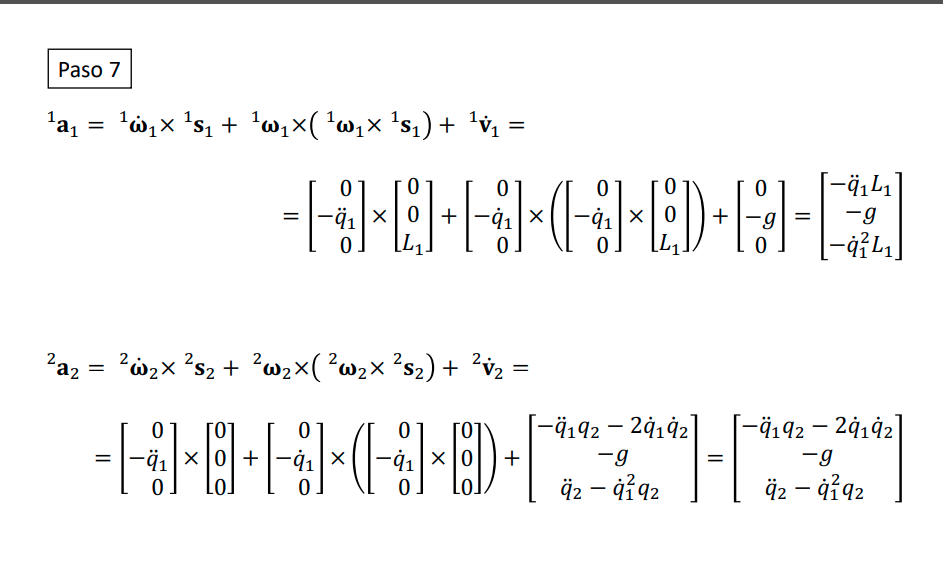 Paso 7
¹a₁ = ¹ω̇₁× ¹s₁ + ¹ω₁×( ¹ω₁× ¹s₁) + ¹v̇₁ =
= [0; −q̈₁; 0] × [0; 0; L₁] + [0; −q̇₁; 0] × ([0; −q̇₁; 0] × [0; 0; L₁]) + [0; −g; 0] = [−q̈₁L₁; −g; −q̇₁²L₁]
²a₂ = ²ω̇₂× ²s₂ + ²ω₂×( ²ω₂× ²s₂) + ²v̇₂ =
= [0; −q̈₁; 0] × [0; 0; 0] + [0; −q̇₁; 0] × ([0; −q̇₁; 0] × [0; 0; 0]) + [−q̈₁q₂ − 2q̇₁q̇₂; −g; q̈₂ − q̇₁²q₂] = [−q̈₁q₂ − 2q̇₁q̇₂; −g; q̈₂ − q̇₁²q₂]